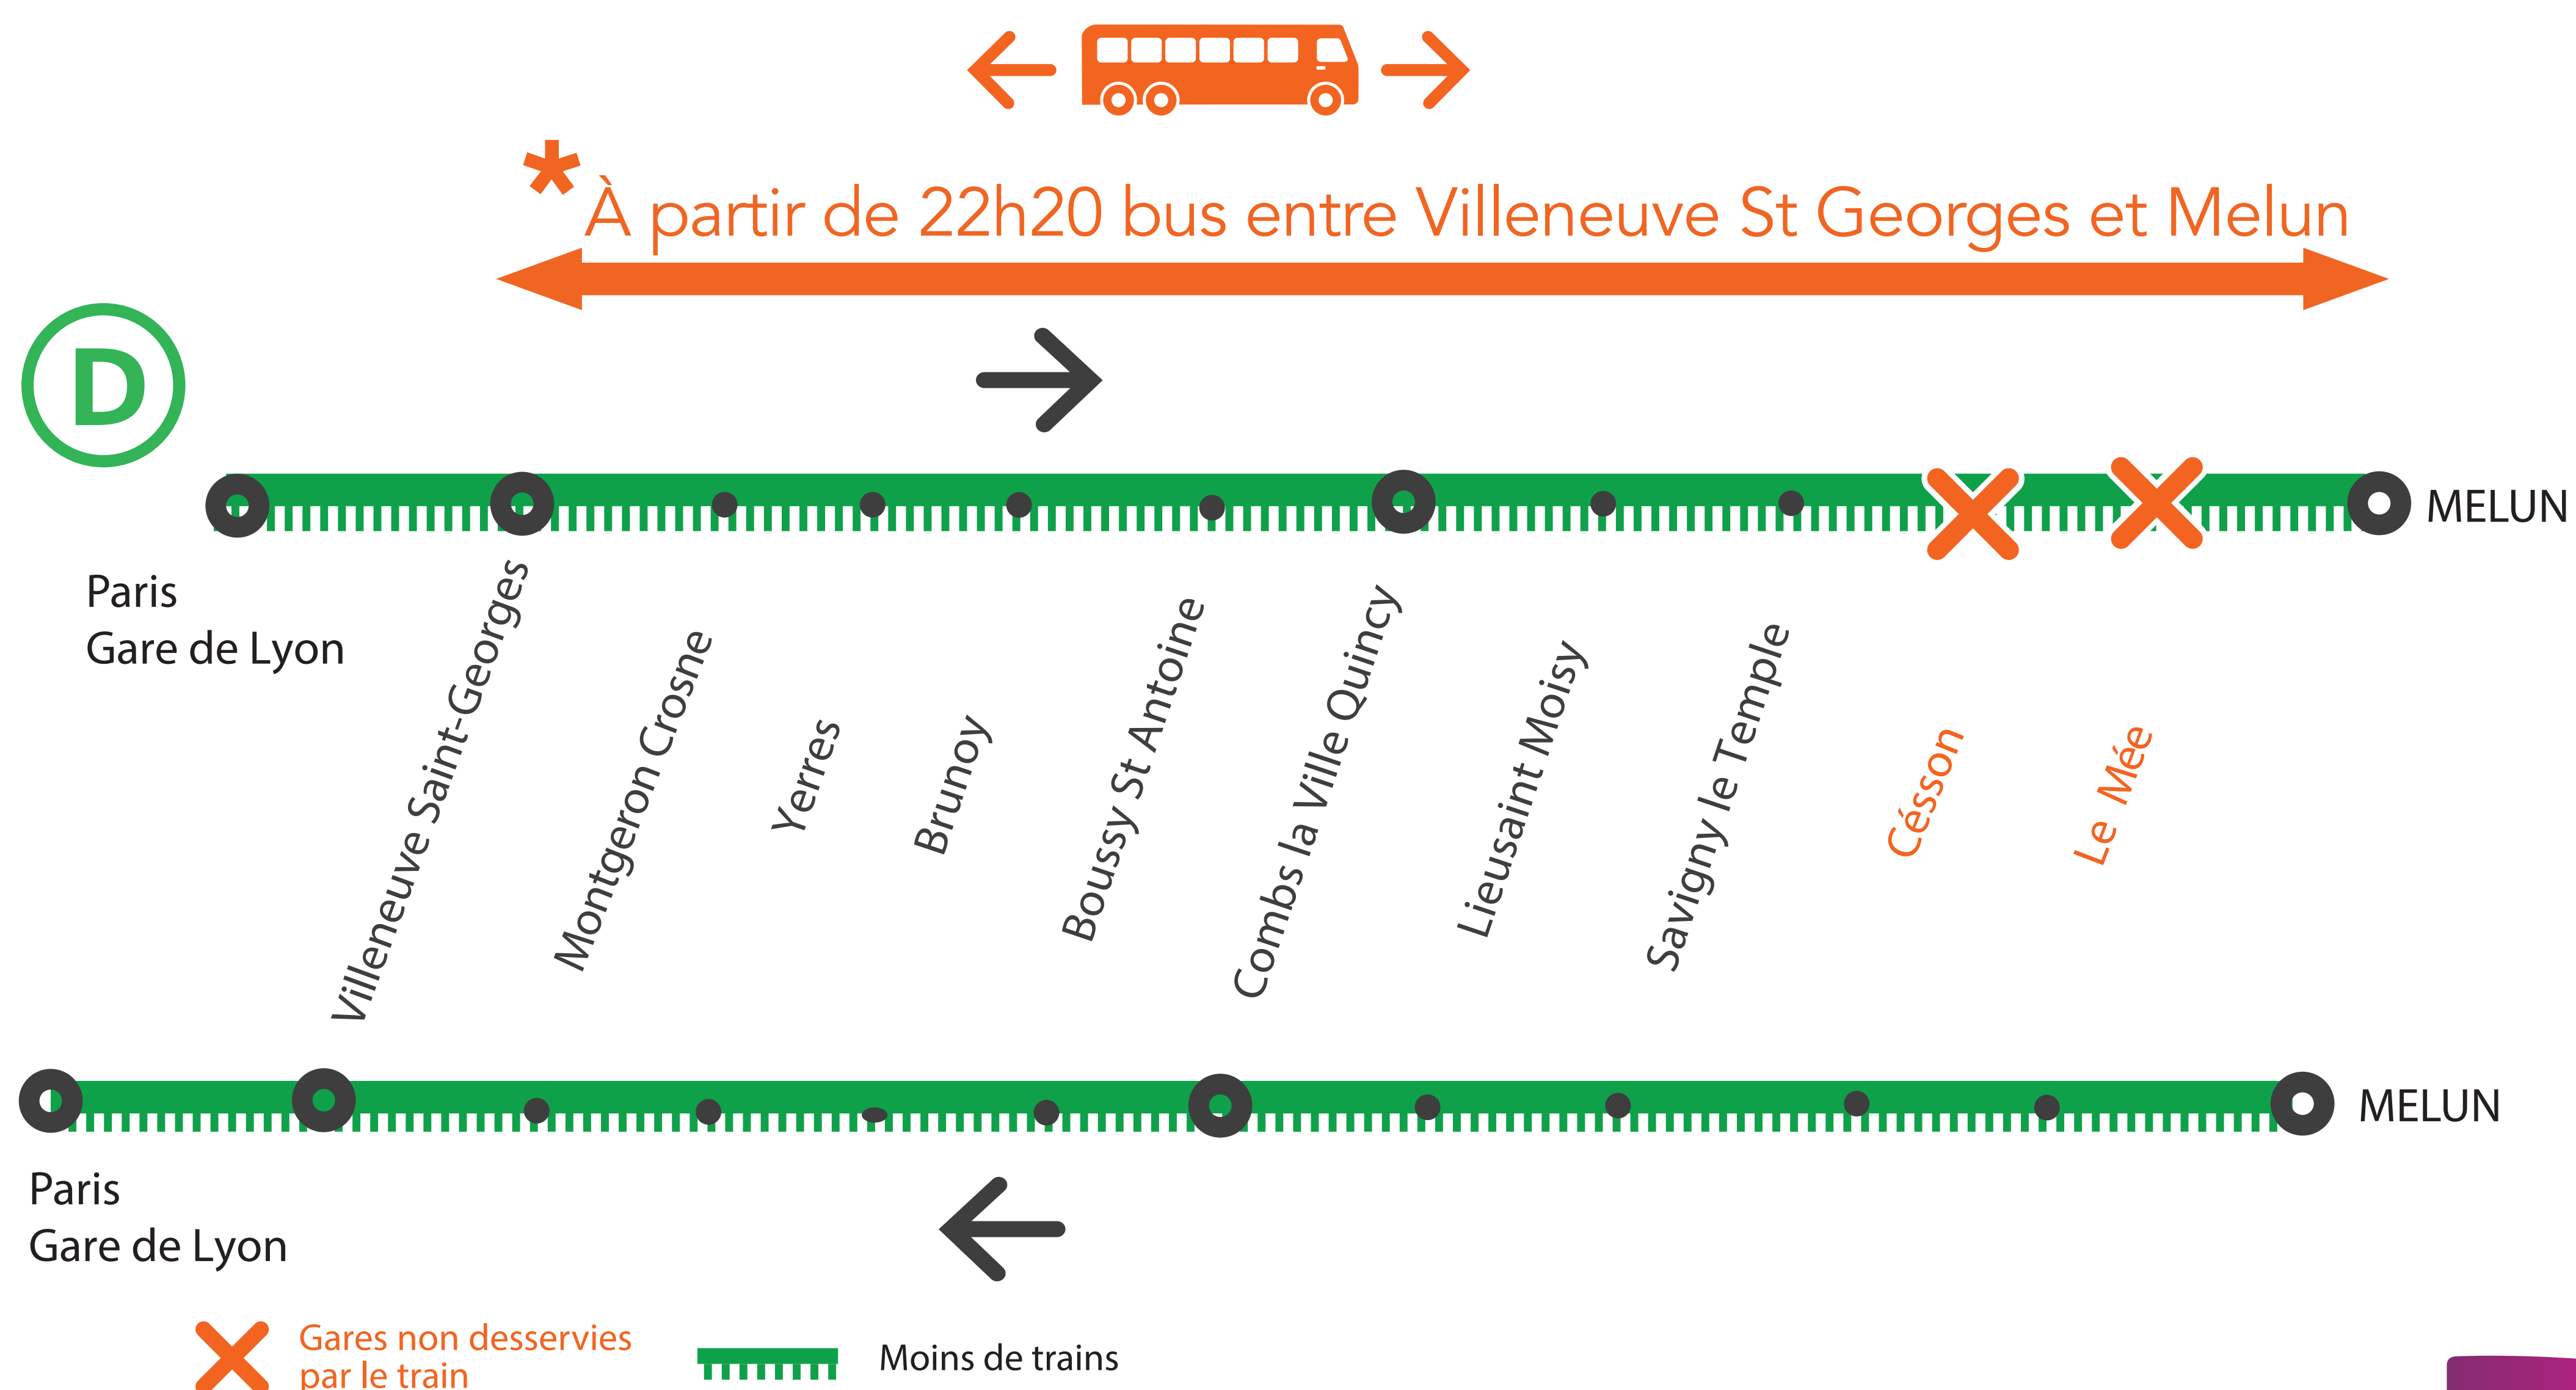 *À partir de 22h20 bus entre Villeneuve St Georges et Melun
D
MELUN
Paris
Gare de Lyon
Villeneuve Saint-Georges
Montgeron Crosne
Yerres
Brunoy
Boussy St Antoine
Combs la Ville Quincy
Lieusaint Moisy
Savigny le Temple
Césson
Le Mée
MELUN
Paris
Gare de Lyon
Gares non desservies
par le train
Moins de trains